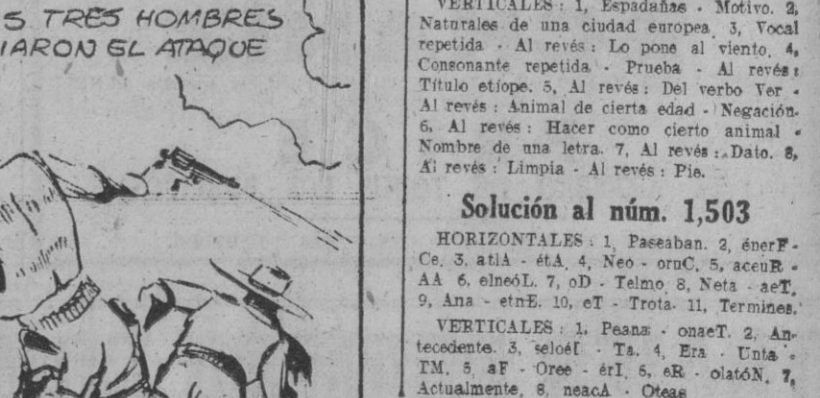 S TRES HOMBRES
IARON EL ATAQUE
VERTICALES : 1, Espadañas - Motivo. 2,
Naturales de una ciudad europea. 3, Vocal
repetida - Al revés : Lo pone al viento. 4,
Consonante repetida - Prueba - Al revés :
Título etíope. 5, Al revés : Del verbo Ver -
Al revés : Animal de cierta edad - Negación.
6, Al revés : Hacer como cierto animal -
Nombre de una letra. 7, Al revés : Dato. 8,
Al revés : Limpia - Al revés : Pie.
Solución al núm. 1,503
HORIZONTALES : 1, Paseaban. 2, énerF -
Ce. 3, atlA - étA. 4, Neo - ornC. 5, aceuR -
AA 6, elneóL. 7, oD - Telmo. 8, Neta - aeT.
9, Ana - etnE. 10, eT - Trota. 11, Termines.
VERTICALES : 1, Peana - onaeT. 2, An-
tecedente. 3, seloéI - Ta. 4, Era - Unta -
TM. 5, aF - Oree - érI. 6, eR - olatóN. 7,
Actualmente. 8, neacA - Oteas